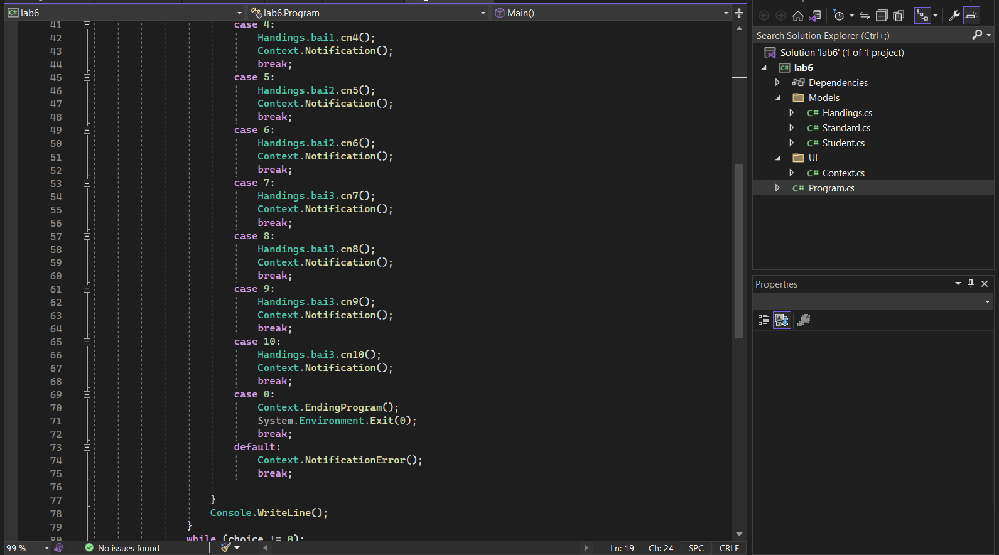 lab6
lab6.Program
Main()
41 case 4:
42 Handings.bai1.cn4();
43 Context.Notification();
44 break;
45 case 5:
46 Handings.bai2.cn5();
47 Context.Notification();
48 break;
49 case 6:
50 Handings.bai2.cn6();
51 Context.Notification();
52 break;
53 case 7:
54 Handings.bai3.cn7();
55 Context.Notification();
56 break;
57 case 8:
58 Handings.bai3.cn8();
59 Context.Notification();
60 break;
61 case 9:
62 Handings.bai3.cn9();
63 Context.Notification();
64 break;
65 case 10:
66 Handings.bai3.cn10();
67 Context.Notification();
68 break;
69 case 0:
70 Context.EndingProgram();
71 System.Environment.Exit(0);
72 break;
73 default:
74 Context.NotificationError();
75 break;
76
77 }
78 Console.WriteLine();
79 }
80 while (choice != 0);
99 %
No issues found
Ln: 19
Ch: 24
SPC
CRLF
Search Solution Explorer (Ctrl+;)
Solution 'lab6' (1 of 1 project)
C# lab6
Dependencies
Models
C# Handings.cs
C# Standard.cs
C# Student.cs
UI
C# Context.cs
C# Program.cs
Properties